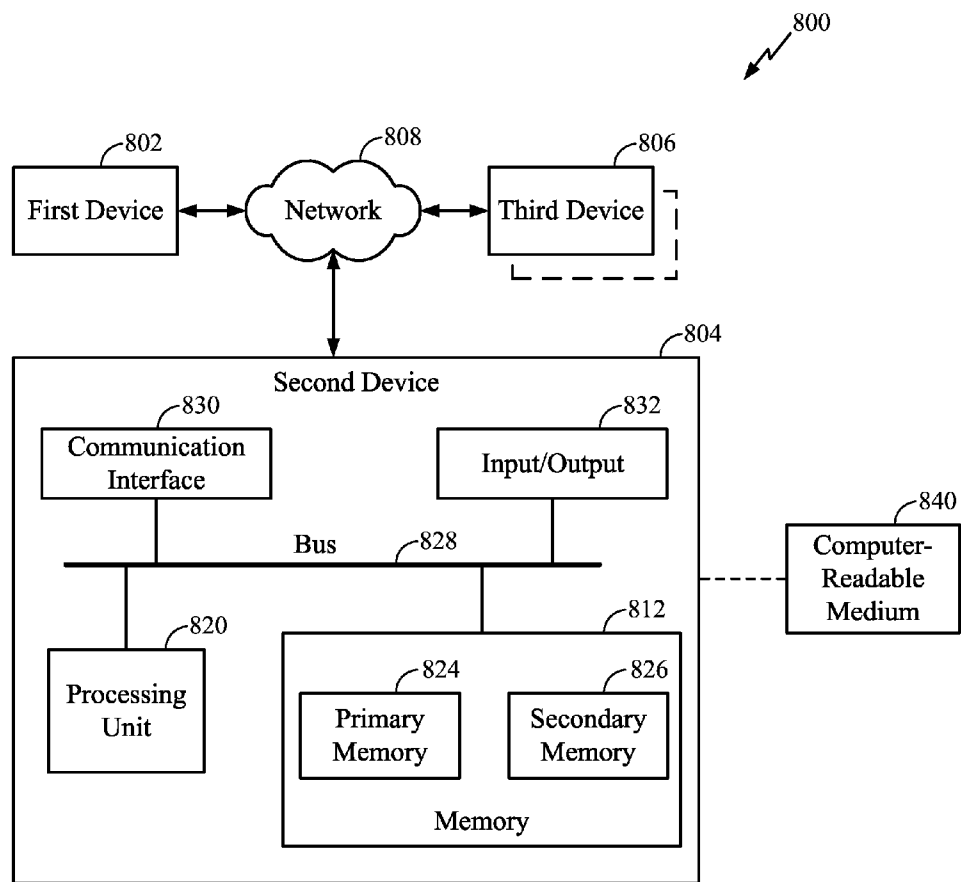 800
802
808
806
First Device
Network
Third Device
804
Second Device
830
832
Communication
Interface
Input/Output
840
Bus
828
Computer-
Readable
Medium
812
820
824
826
Processing
Unit
Primary
Memory
Secondary
Memory
Memory